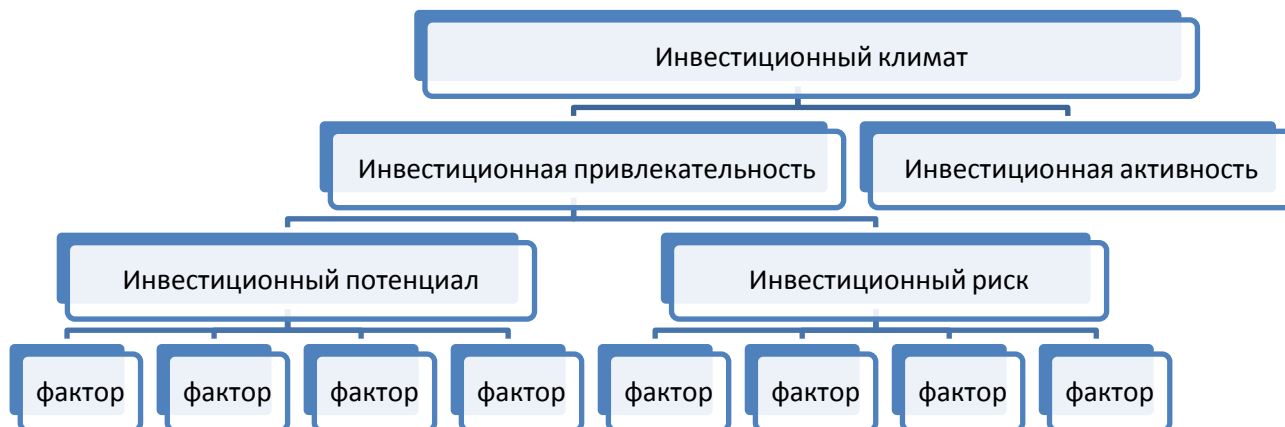 Инвестиционный климат
Инвестиционная привлекательность
Инвестиционная активность
Инвестиционный потенциал
Инвестиционный риск
фактор
фактор
фактор
фактор
фактор
фактор
фактор
фактор